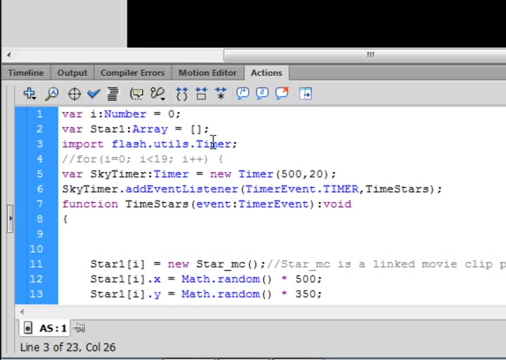 Timeline Output Compiler Errors Motion Editor Actions
1 var i:Number = 0;
2 var Star1:Array = [];
3 import flash.utils.Timer;
4 //for(i=0; i<19; i++) {
5 var SkyTimer:Timer = new Timer(500,20);
6 SkyTimer.addEventListener (TimerEvent.TIMER,TimeStars);
7 function TimeStars (event:TimerEvent):void
8 {
9
10
11 Star1[i] = new Star_mc();//Star_mc is a linked movie clip p
12 Star1[i].x = Math.random() * 500;
13 Star1[i].y = Math.random() * 350;
AS:1
Line 3 of 23, Col 26